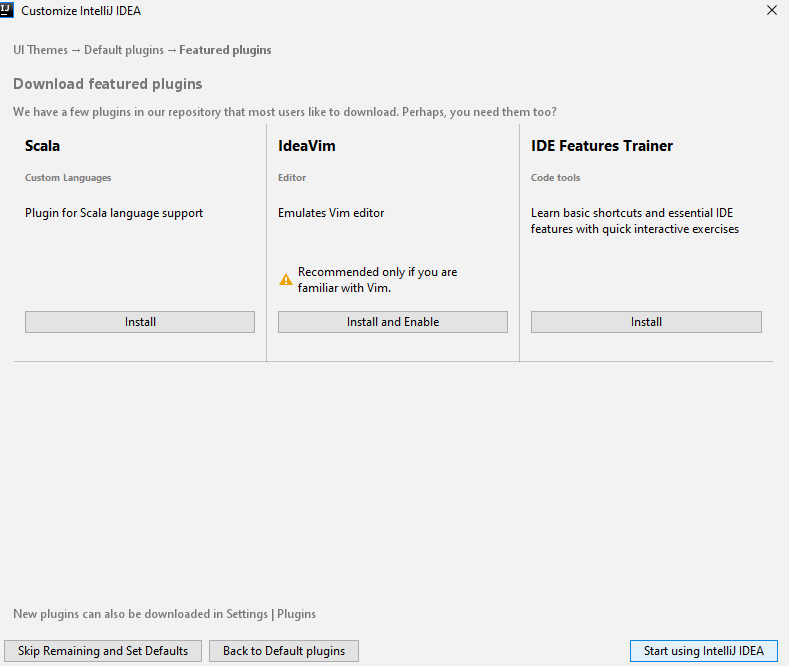 IJ
Customize IntelliJ IDEA
UI Themes → Default plugins → Featured plugins
Download featured plugins
We have a few plugins in our repository that most users like to download. Perhaps, you need them too?
Scala
Custom Languages
Plugin for Scala language support
Install
IdeaVim
Editor
Emulates Vim editor
Recommended only if you are
familiar with Vim.
Install and Enable
IDE Features Trainer
Code tools
Learn basic shortcuts and essential IDE
features with quick interactive exercises
Install
New plugins can also be downloaded in Settings | Plugins
Skip Remaining and Set Defaults
Back to Default plugins
Start using IntelliJ IDEA